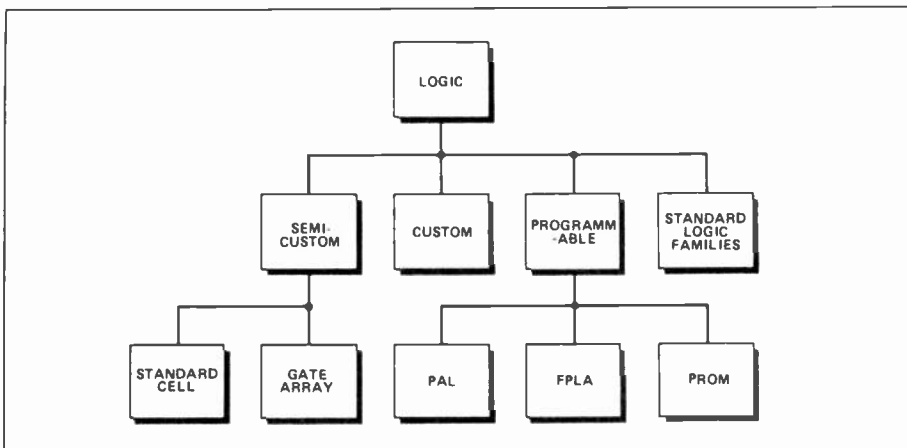 LOGIC
SEMI-
CUSTOM
CUSTOM
PROGRAMM
-ABLE
STANDARD
LOGIC
FAMILIES
STANDARD
CELL
GATE
ARRAY
PAL
FPLA
PROM